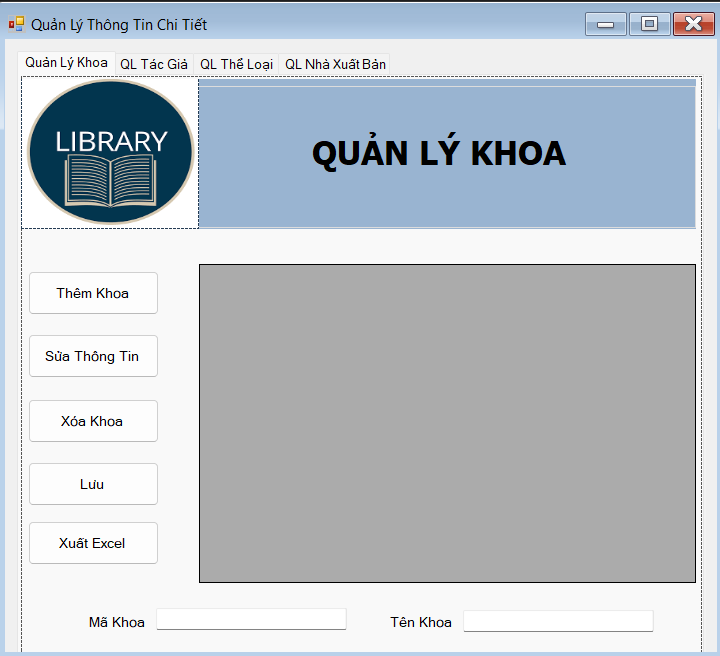 Quản Lý Thông Tin Chi Tiết
Quản Lý Khoa QL Tác Giả QL Thể Loại QL Nhà Xuất Bản
LIBRARY
QUẢN LÝ KHOA
Thêm Khoa
Sửa Thông Tin
Xóa Khoa
Lưu
Xuất Excel
Mã Khoa Tên Khoa